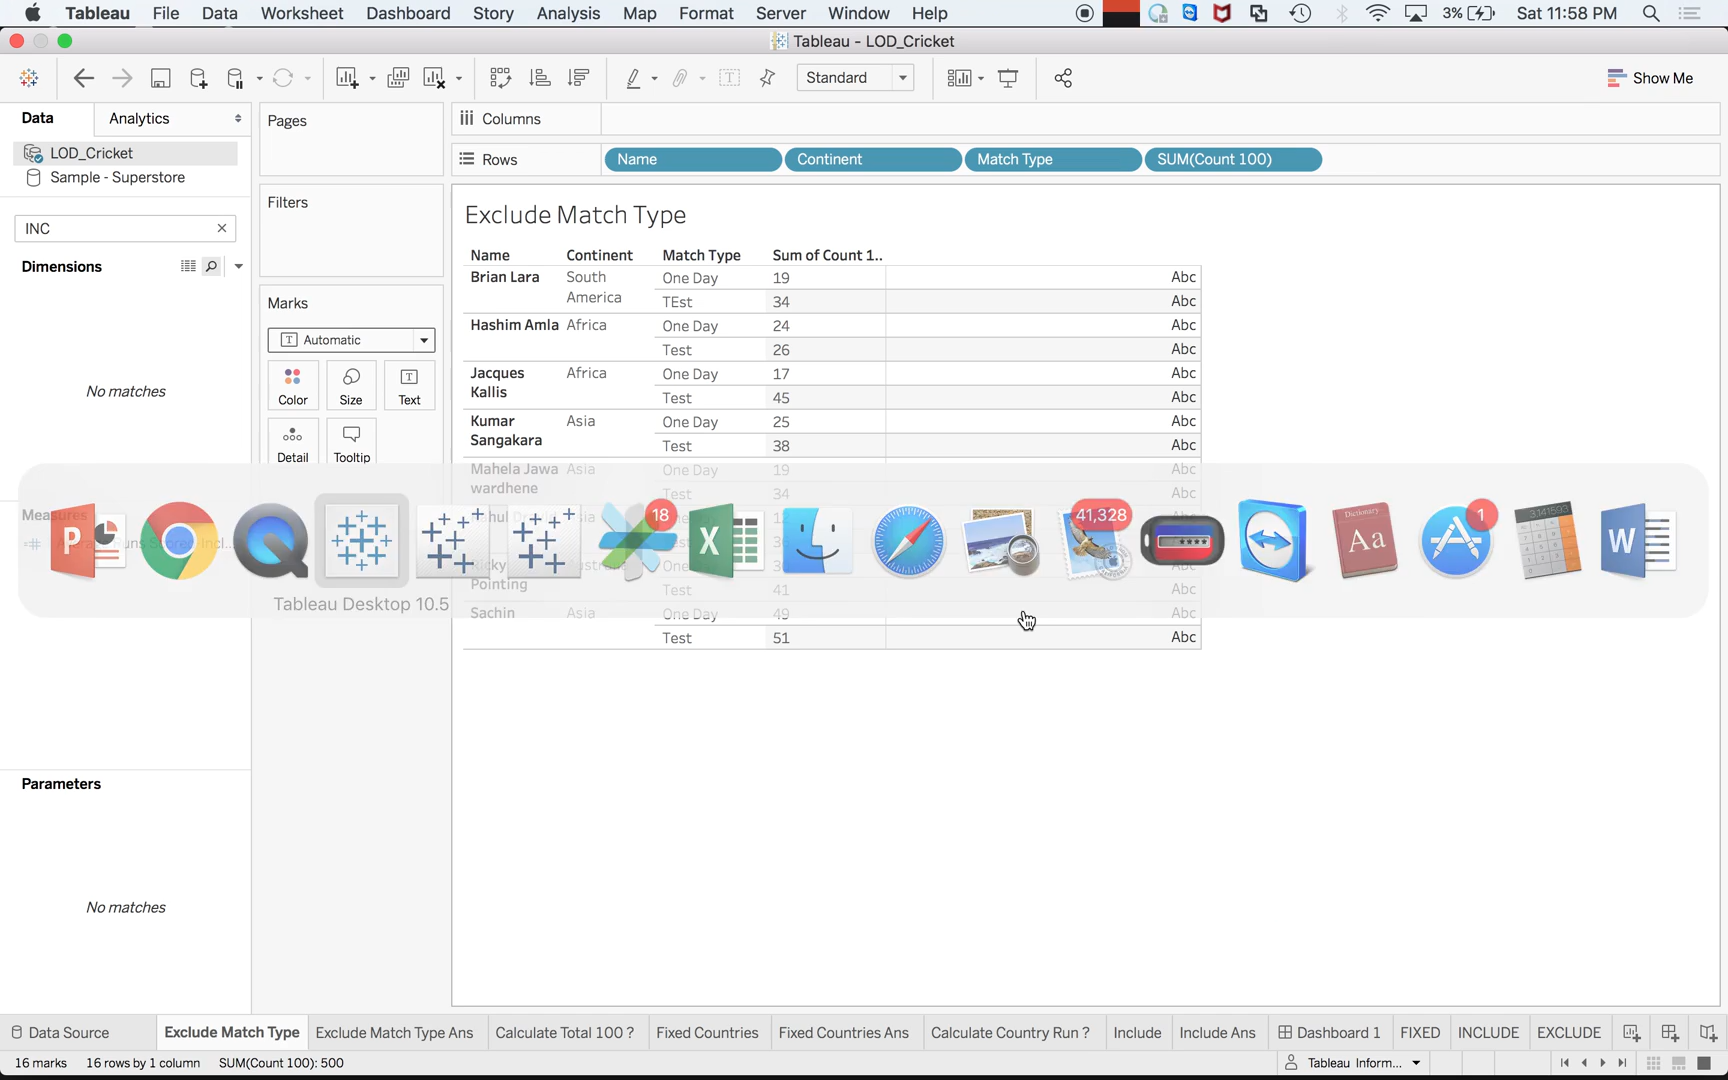 Tableau File Data Worksheet Dashboard Story Analysis Map Format Server Window Help 3% Sat 11:58 PM
Tableau - LOD_Cricket
Standard Show Me
Data Analytics Pages Columns
LOD_Cricket
Rows Name Continent Match Type SUM(Count 100)
Sample - Superstore
Filters
INC
Exclude Match Type
Dimensions
Name Continent Match Type Sum of Count 1..
Brian Lara South America One Day 19 Abc
TEst 34 Abc
Marks
Hashim Amla Africa One Day 24 Abc
Automatic
Test 26 Abc
Jacques Kallis Africa One Day 17 Abc
No matches
Color Size Text
Test 45 Abc
Kumar Sangakara Asia One Day 25 Abc
Test 38 Abc
Detail Tooltip
Mahela Jawa wardhene Asia One Day 19 Abc
Test 34 Abc
Measures
18
41,328
1
3.141593
P X Dictionary Aa W
Pointing Test 41 Abc
Tableau Desktop 10.5
Sachin Asia One Day 49 Abc
Test 51 Abc
Parameters
No matches
Data Source Exclude Match Type Exclude Match Type Ans Calculate Total 100 ? Fixed Countries Fixed Countries Ans Calculate Country Run ? Include Include Ans Dashboard 1 FIXED INCLUDE EXCLUDE
16 marks 16 rows by 1 column SUM(Count 100): 500 Tableau Inform...